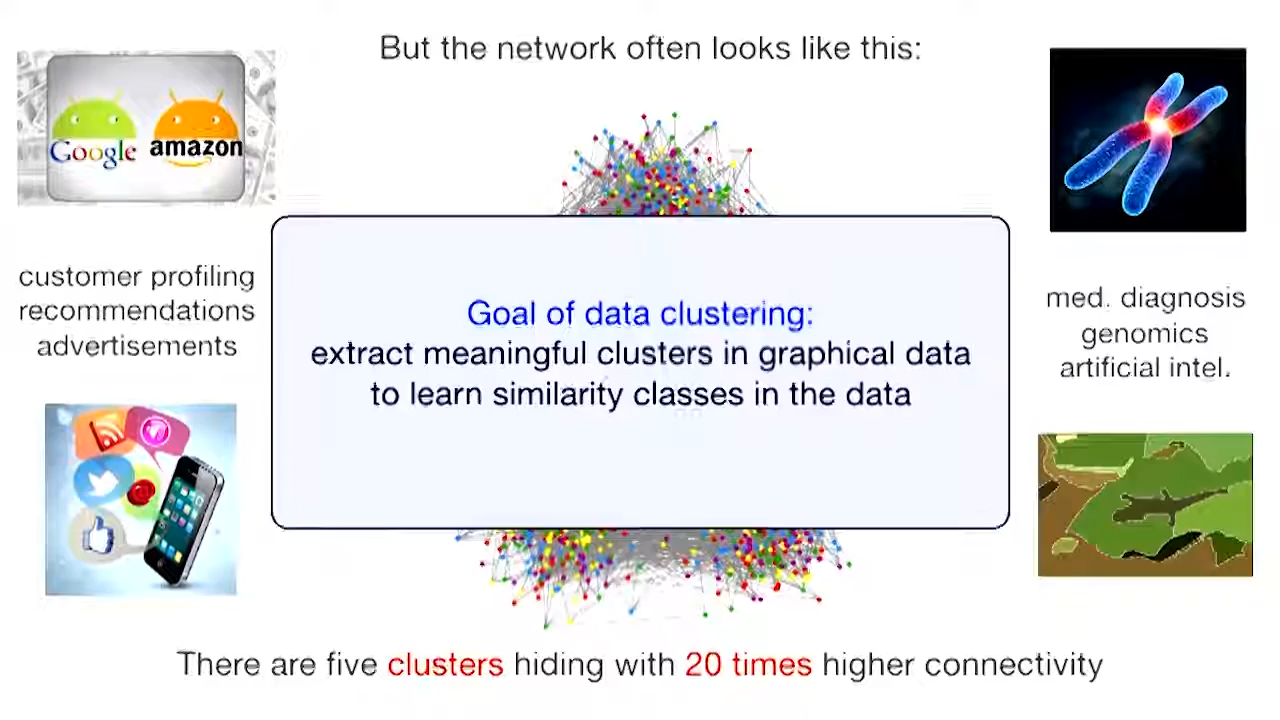 But the network often looks like this:
Google amazon
customer profiling
recommendations
advertisements
Goal of data clustering:
extract meaningful clusters in graphical data
to learn similarity classes in the data
med. diagnosis
genomics
artificial intel.
@
There are five clusters hiding with 20 times higher connectivity